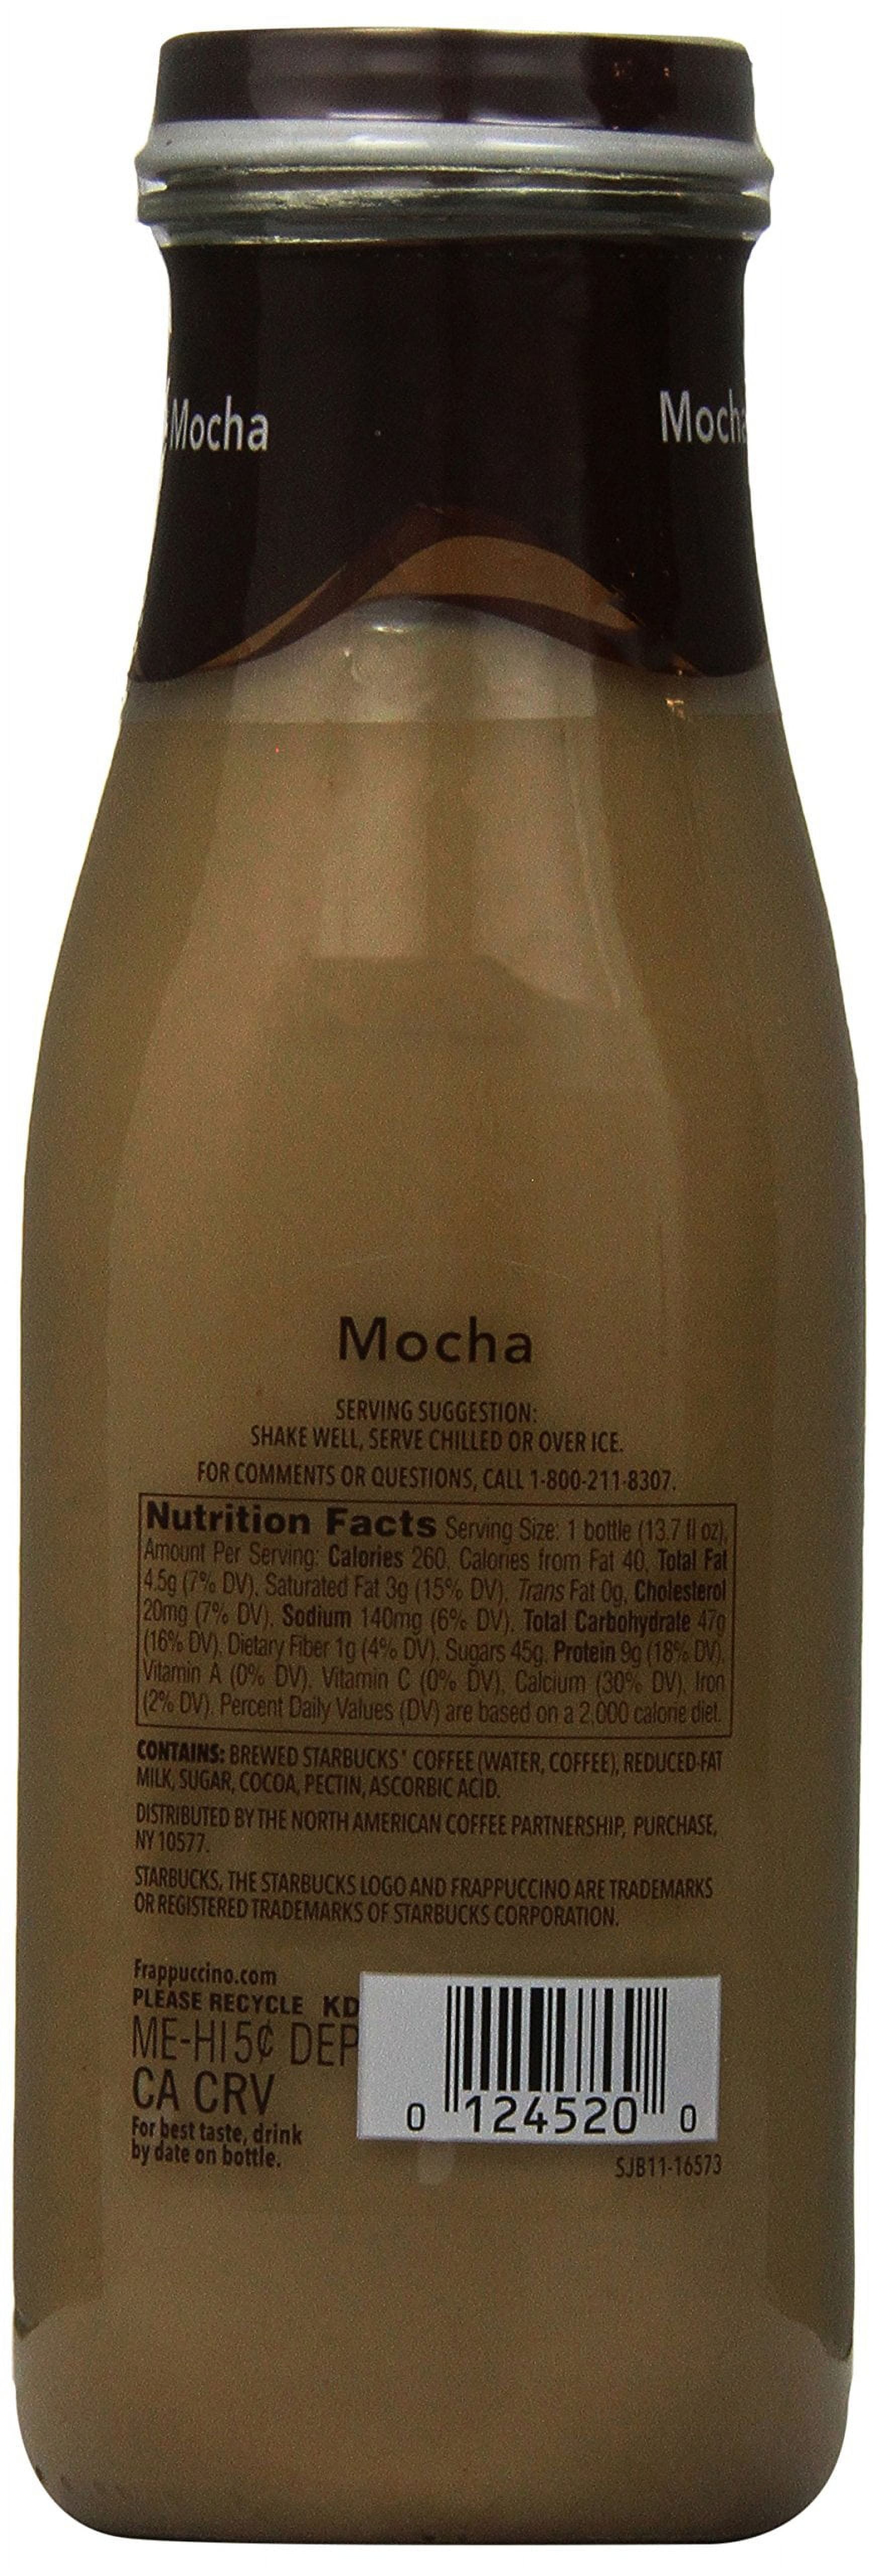 Mocha
Moch
Mocha
SERVING SUGGESTION:
SHAKE WELL, SERVE CHILLED OR OVER ICE.
FOR COMMENTS OR QUESTIONS, CALL 1-800-211-8307.
Nutrition Facts Serving Size: 1 bottle (13.7 fl oz),
Amount Per Serving: Calories 260, Calories from Fat 40, Total Fat
4.5g (7% DV), Saturated Fat 3g (15% DV), Trans Fat 0g, Cholesterol
20mg (7% DV), Sodium 140mg (6% DV), Total Carbohydrate 47g
(16% DV), Dietary Fiber 1g (4% DV), Sugars 45g, Protein 9g (18% DV),
Vitamin A (0% DV), Vitamin C (0% DV), Calcium (30% DV), Iron
(2% DV). Percent Daily Values (DV) are based on a 2,000 calorie diet.
CONTAINS: BREWED STARBUCKS® COFFEE (WATER, COFFEE), REDUCED-FAT
MILK, SUGAR, COCOA, PECTIN, ASCORBIC ACID.
DISTRIBUTED BY THE NORTH AMERICAN COFFEE PARTNERSHIP, PURCHASE,
NY 10577.
STARBUCKS, THE STARBUCKS LOGO AND FRAPPUCCINO ARE TRADEMARKS
OR REGISTERED TRADEMARKS OF STARBUCKS CORPORATION.
Frappuccino.com
PLEASE RECYCLE KD
ME-HI 5¢ DEP
CA CRV
For best taste, drink
by date on bottle.
0 124520 0
SJB11-16573